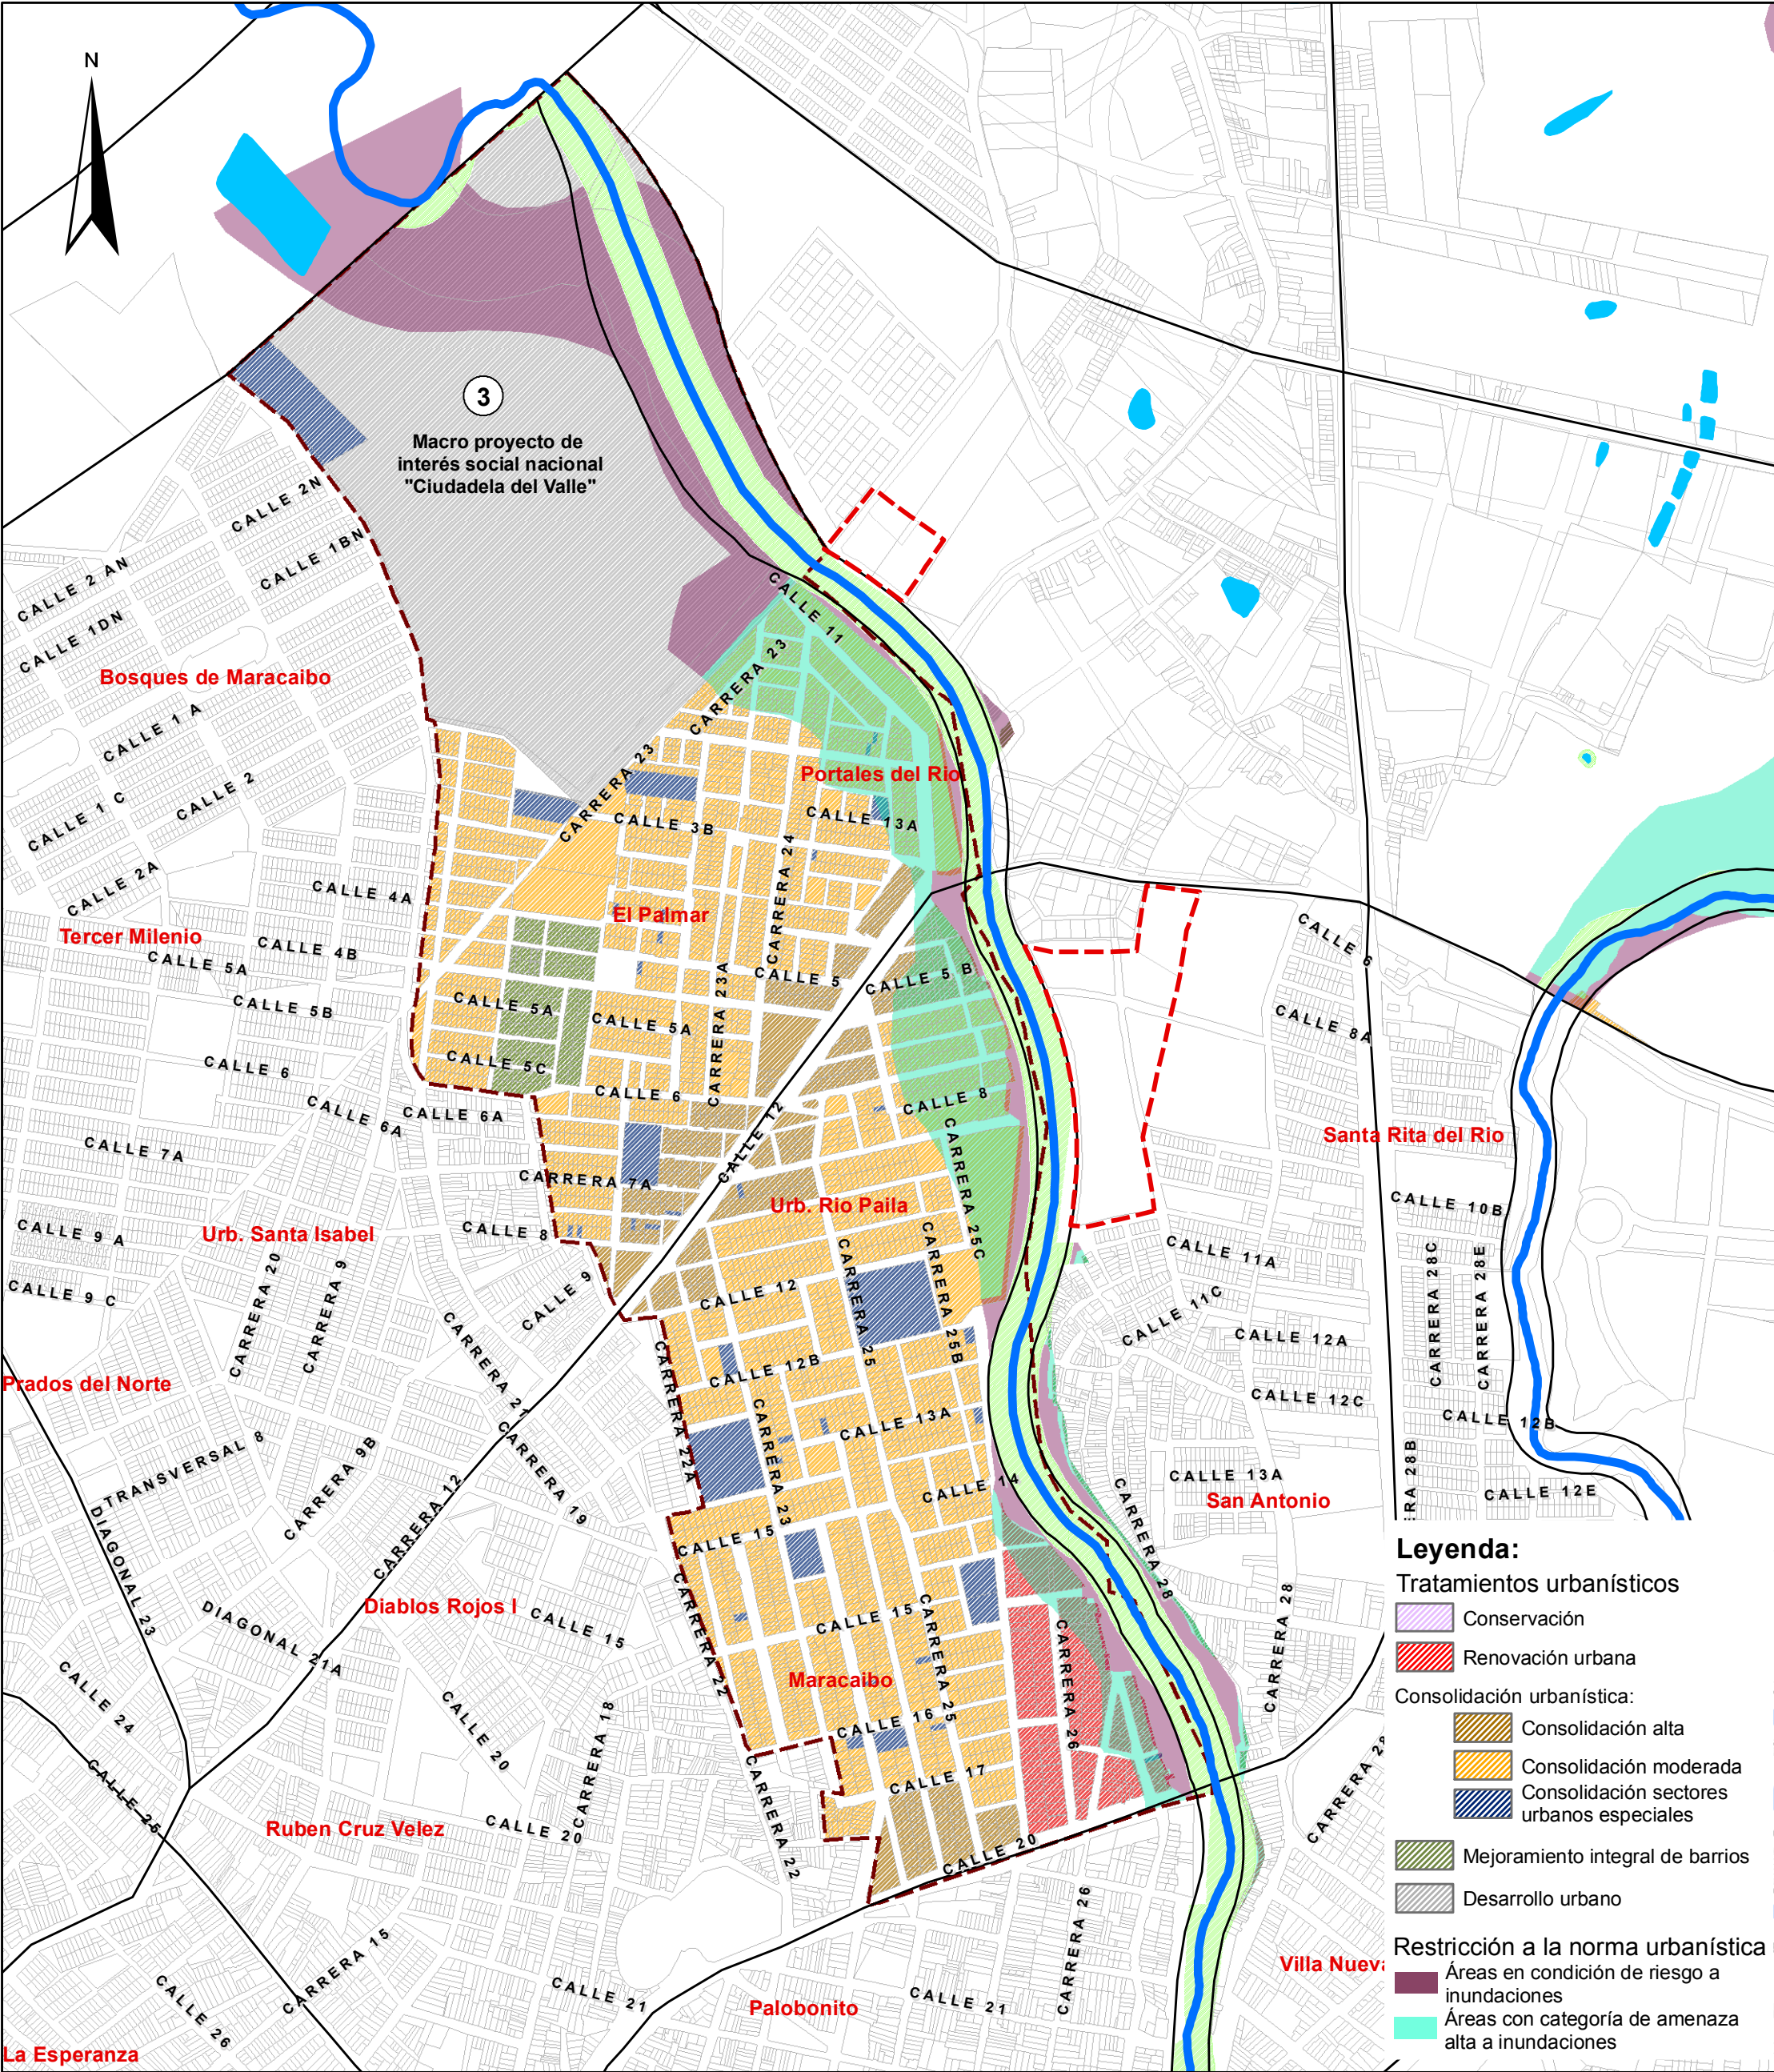 N
3
Macro proyecto de
interés social nacional
"Ciudadela del Valle"
CALLE 2N
CALLE 1BN
CALLE 2 AN
CALLE 1DN
CALLE 11
CARRERA 23
Bosques de Maracaibo
CALLE 1 A
CALLE 2
CALLE 1 C
CALLE 2A
CARRERA 23
Portales del Rio
CALLE 3B
CALLE 13A
CARRERA 24
CALLE 4A
El Palmar
Tercer Milenio
CALLE 4B
CALLE 5A
CALLE 5
CALLE 5 B
CALLE 6
CALLE 5B
CALLE 5A
CALLE 5A
CARRERA 23A
CALLE 8A
CALLE 6
CALLE 5C
CALLE 6
CALLE 8
CALLE 6A
CALLE 6A
CALLE 12
CALLE 7A
CARRERA 7A
CARRERA 25C
Santa Rita del Rio
CALLE 10B
Urb. Rio Paila
CALLE 9 A
Urb. Santa Isabel
CALLE 8
CARRERA 20
CARRERA 9
CALLE 9
CALLE 9 C
CALLE 12
CARRERA 25
CARRERA 25B
CALLE 11A
CARRERA 28C
CARRERA 28E
CALLE 11C
CALLE 12A
CARRERA 21
CARRERA 22A
CALLE 12B
Prados del Norte
CALLE 12C
CALLE 12B
CARRERA 23
CALLE 13A
TRANSVERSAL 8
CARRERA 9B
CARRERA 19
CARRERA 12
CALLE 14
CALLE 13A
San Antonio
CALLE 12E
RA 28B
DIAGONAL 23
CALLE 15
CARRERA 28
CARRERA 28
Diablos Rojos I
CALLE 15
CARRERA 22
CALLE 15
CARRERA 25
CARRERA 26
DIAGONAL 21A
CALLE 24
CALLE 20
CARRERA 18
Maracaibo
CALLE 16
CALLE 17
CALLE 25
Ruben Cruz Velez
CALLE 20
CARRERA 22
CALLE 20
CARRERA 28
CARRERA 26
CARRERA 15
CALLE 26
CALLE 21
Palobonito
CALLE 21
Villa Nueva
La Esperanza
Leyenda:
Tratamientos urbanísticos
Conservación
Renovación urbana
Consolidación urbanística:
Consolidación alta
Consolidación moderada
Consolidación sectores
urbanos especiales
Mejoramiento integral de barrios
Desarrollo urbano
Restricción a la norma urbanística
Áreas en condición de riesgo a
inundaciones
Áreas con categoría de amenaza
alta a inundaciones